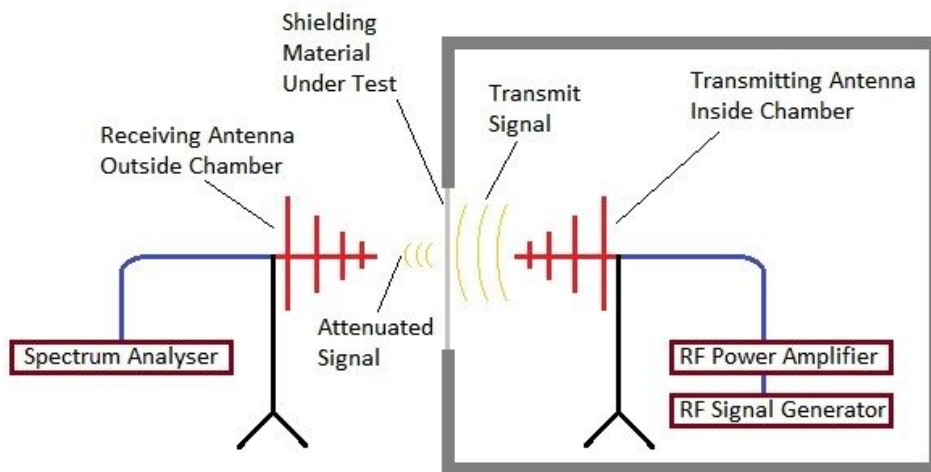 Shielding
Material
Under Test
Transmit
Signal
Transmitting Antenna
Inside Chamber
Receiving Antenna
Outside Chamber
Attenuated
Signal
Spectrum Analyser
RF Power Amplifier
RF Signal Generator